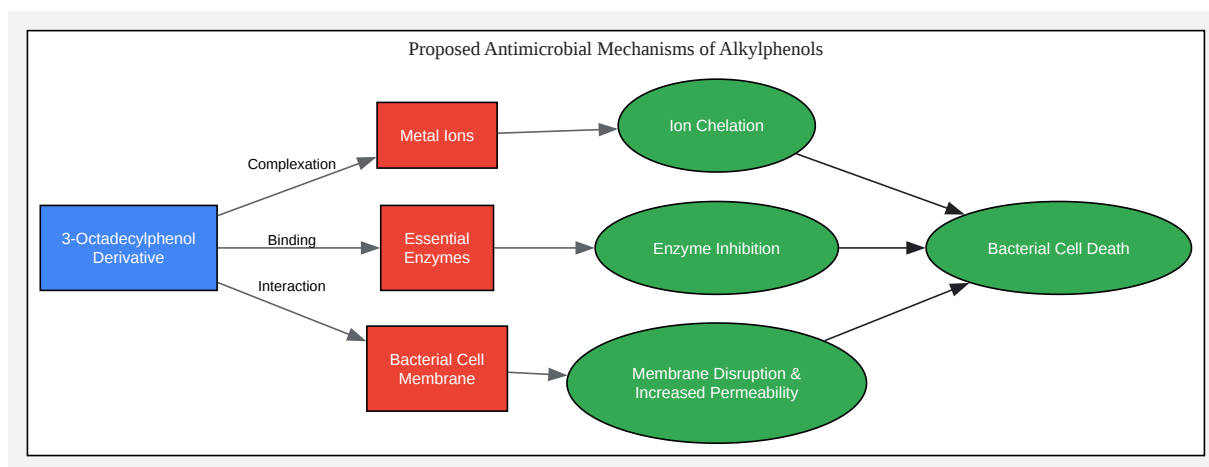 Proposed Antimicrobial Mechanisms of Alkylphenols
3-Octadecylphenol
Derivative
Complexation
Binding
Interaction
Metal Ions
Essential
Enzymes
Bacterial Cell
Membrane
Ion Chelation
Enzyme Inhibition
Membrane Disruption &
Increased Permeability
Bacterial Cell Death